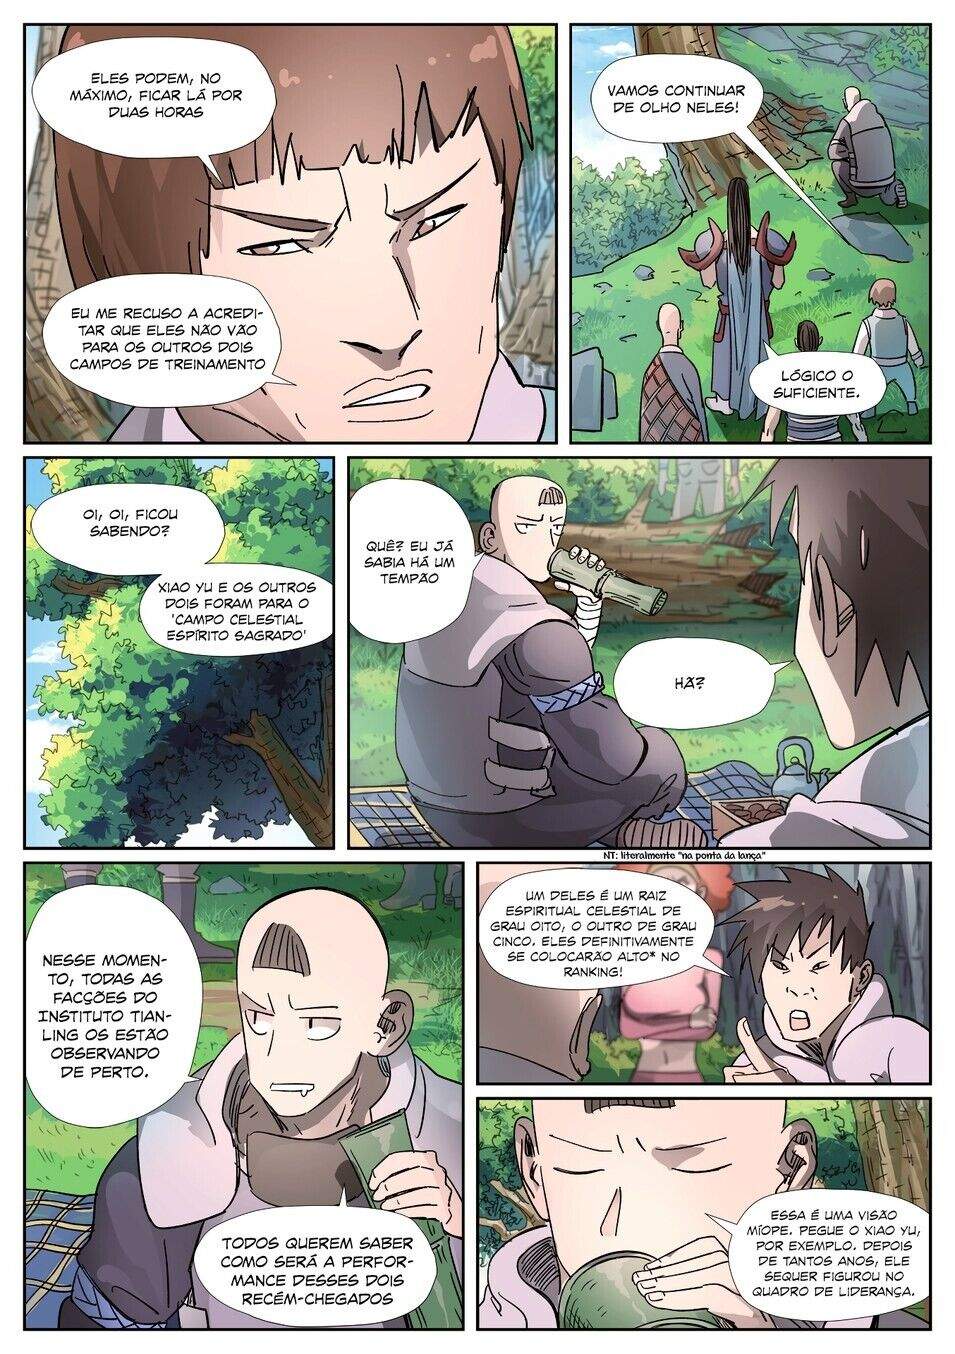 ELES PODEM, NO
MÁXIMO, FICAR LÁ POR
DUAS HORAS
EU ME RECUSO A ACREDI-
TAR QUE ELES NÃO VÃO
PARA OS OUTROS DOIS
CAMPOS DE TREINAMENTO
VAMOS CONTINUAR
DE OLHO NELES!
LÓGICO O
SUFICIENTE.
OI, OI, FICOU
SABENDO?
XIAO YU E OS OUTROS
DOIS FORAM PARA O
'CAMPO CELESTIAL
ESPÍRITO SAGRADO'
QUÊ? EU JÁ
SABIA HÁ UM
TEMPÃO
HÃ?
NT: literalmente "na ponta da lança"
NESSE MOMEN-
TO, TODAS AS
FACÇÕES DO
INSTITUTO TIAN-
LING OS ESTÃO
OBSERVANDO
DE PERTO.
TODOS QUEREM SABER
COMO SERÁ A PERFOR-
MANCE DESSES DOIS
RECÉM-CHEGADOS
UM DELES É UM RAIZ
ESPIRITUAL CELESTIAL DE
GRAU OITO; O OUTRO DE GRAU
CINCO. ELES DEFINITIVAMENTE
SE COLOCARÃO ALTO* NO
RANKING!
ESSA É UMA VISÃO
MÍOPE. PEGUE O XIAO YU,
POR EXEMPLO. DEPOIS
DE TANTOS ANOS, ELE
SEQUER FIGUROU NO
QUADRO DE LIDERANÇA.